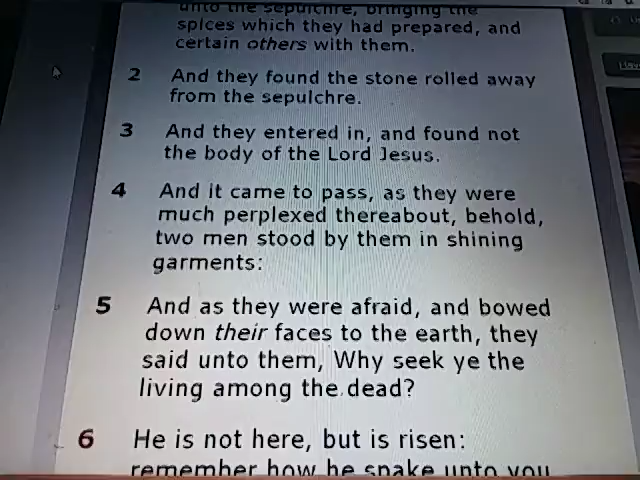 unto the sepulchre, bringing the
spices which they had prepared, and
certain others with them.
2 And they found the stone rolled away
from the sepulchre.
3 And they entered in, and found not
the body of the Lord Jesus.
4 And it came to pass, as they were
much perplexed thereabout, behold,
two men stood by them in shining
garments:
5 And as they were afraid, and bowed
down their faces to the earth, they
said unto them, Why seek ye the
living among the dead?
6 He is not here, but is risen:
remember how he spake unto you